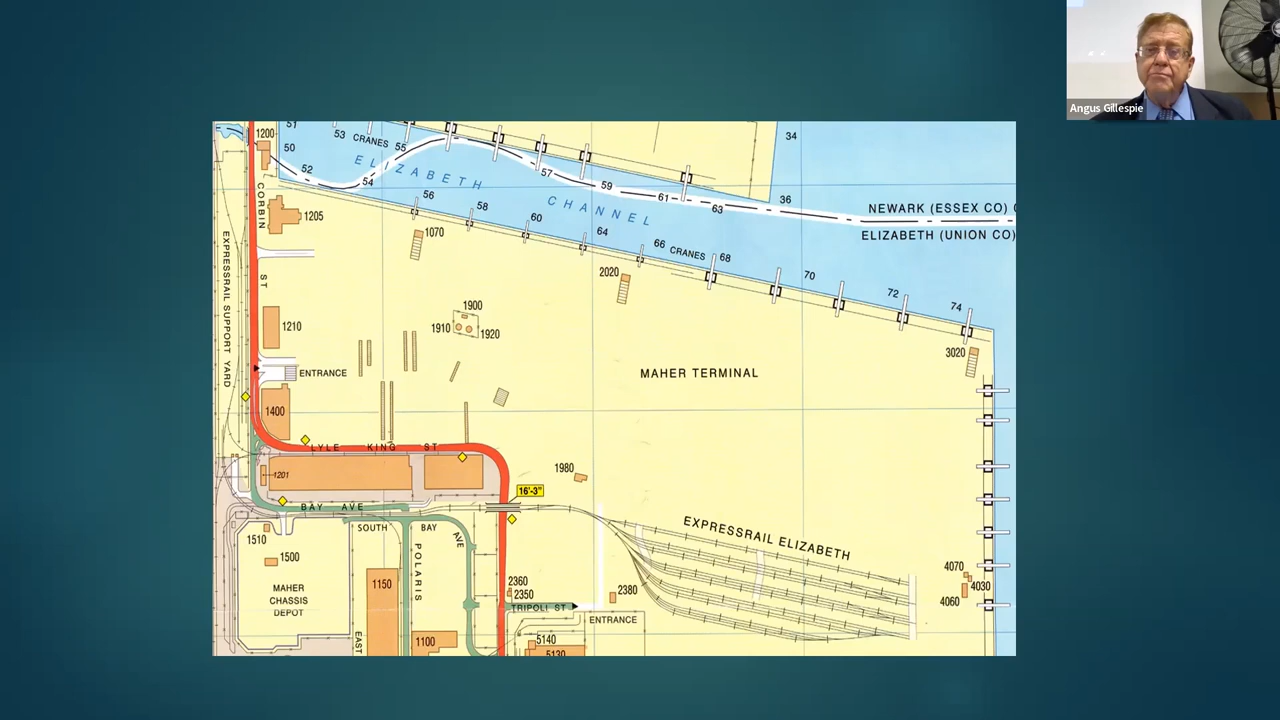 Angus Gillespie
51
53
CRANES
55
34
1200
50
52
54
ELIZABETH
57
59
61
63
36
56
58
60
CHANNEL
64
66
CRANES
68
70
72
74
NEWARK (ESSEX CO)
ELIZABETH (UNION CO)
CORBIN ST
1205
1070
2020
EXPRESSRAIL SUPPORT YARD
1210
1900
1910
1920
3020
ENTRANCE
MAHER TERMINAL
1400
LYLE KING ST
1201
1980
16'-3"
BAY AVE
SOUTH BAY AVE
EXPRESSRAIL ELIZABETH
1510
1500
POLARIS
1150
MAHER
CHASSIS
DEPOT
2360
2350
2380
TRIPOLI ST
ENTRANCE
4070
4030
4060
EAST
1100
5140
5130